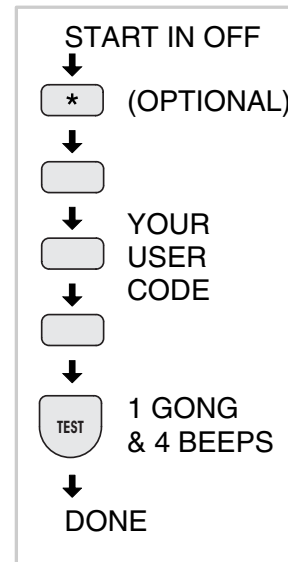 START IN OFF
* (OPTIONAL)
YOUR
USER
CODE
TEST
1 GONG
& 4 BEEPS
DONE